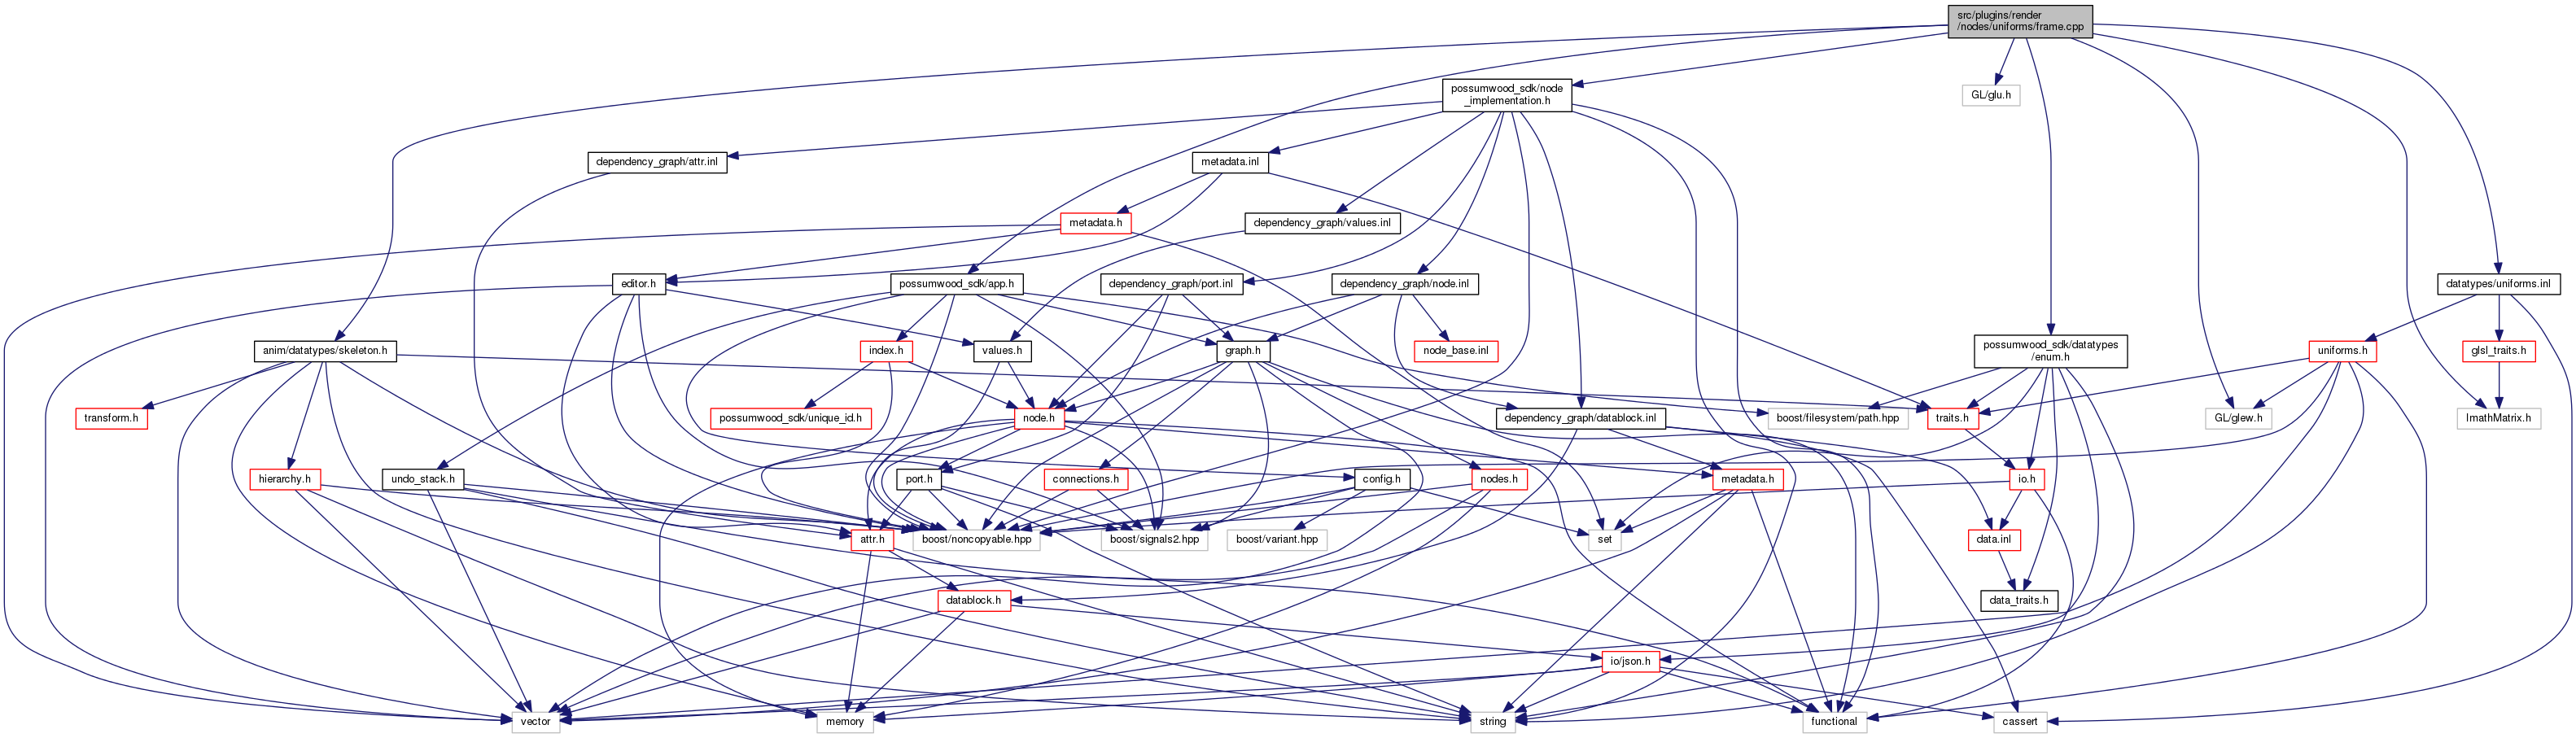 src/plugins/render
/nodes/uniforms/frame.cpp
possumwood_sdk/node
_implementation.h
GL/glu.h
dependency_graph/attr.inl
metadata.inl
metadata.h
dependency_graph/values.inl
editor.h
possumwood_sdk/app.h
dependency_graph/port.inl
dependency_graph/node.inl
datatypes/uniforms.inl
anim/datatypes/skeleton.h
index.h
values.h
graph.h
node_base.inl
possumwood_sdk/datatypes
/enum.h
uniforms.h
glsl_traits.h
transform.h
possumwood_sdk/unique_id.h
node.h
dependency_graph/datablock.inl
boost/filesystem/path.hpp
traits.h
GL/glew.h
ImathMatrix.h
hierarchy.h
undo_stack.h
port.h
connections.h
config.h
nodes.h
metadata.h
io.h
attr.h
boost/noncopyable.hpp
boost/signals2.hpp
boost/variant.hpp
set
data.inl
datablock.h
data_traits.h
io/json.h
vector
memory
string
functional
cassert